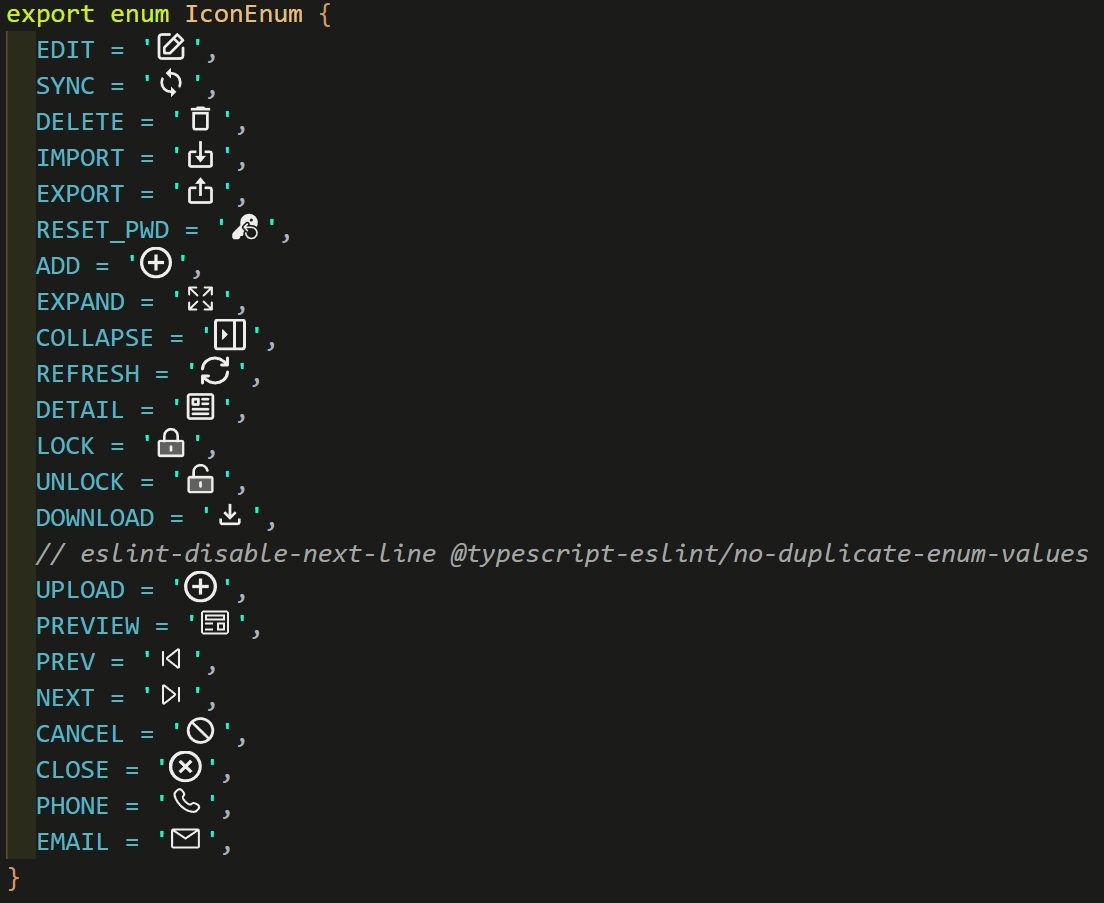 export enum IconEnum {
EDIT = '',
SYNC = '',
DELETE = '',
IMPORT = '',
EXPORT = '',
RESET_PWD = '',
ADD = '',
EXPAND = '',
COLLAPSE = '',
REFRESH = '',
DETAIL = '',
LOCK = '',
UNLOCK = '',
DOWNLOAD = '',
// eslint-disable-next-line @typescript-eslint/no-duplicate-enum-values
UPLOAD = '',
PREVIEW = '',
PREV = '',
NEXT = '',
CANCEL = '',
CLOSE = '',
PHONE = '',
EMAIL = '',
}